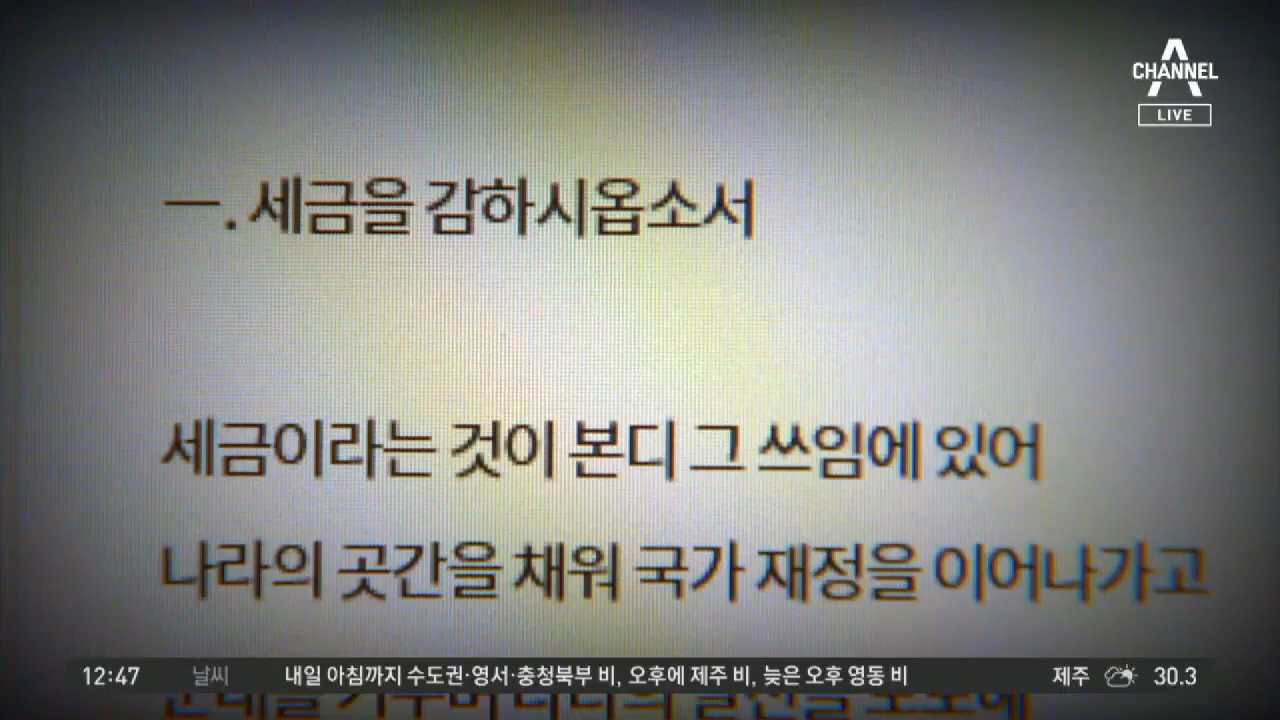 CHANNEL A
LIVE
一. 세금을 감하시옵소서
세금이라는 것이 본디 그 쓰임에 있어
나라의 곳간을 채워 국가 재정을 이어나가고
12:47 날씨 내일 아침까지 수도권·영서·충청북부 비, 오후에 제주 비, 늦은 오후 영동 비 제주 30.3